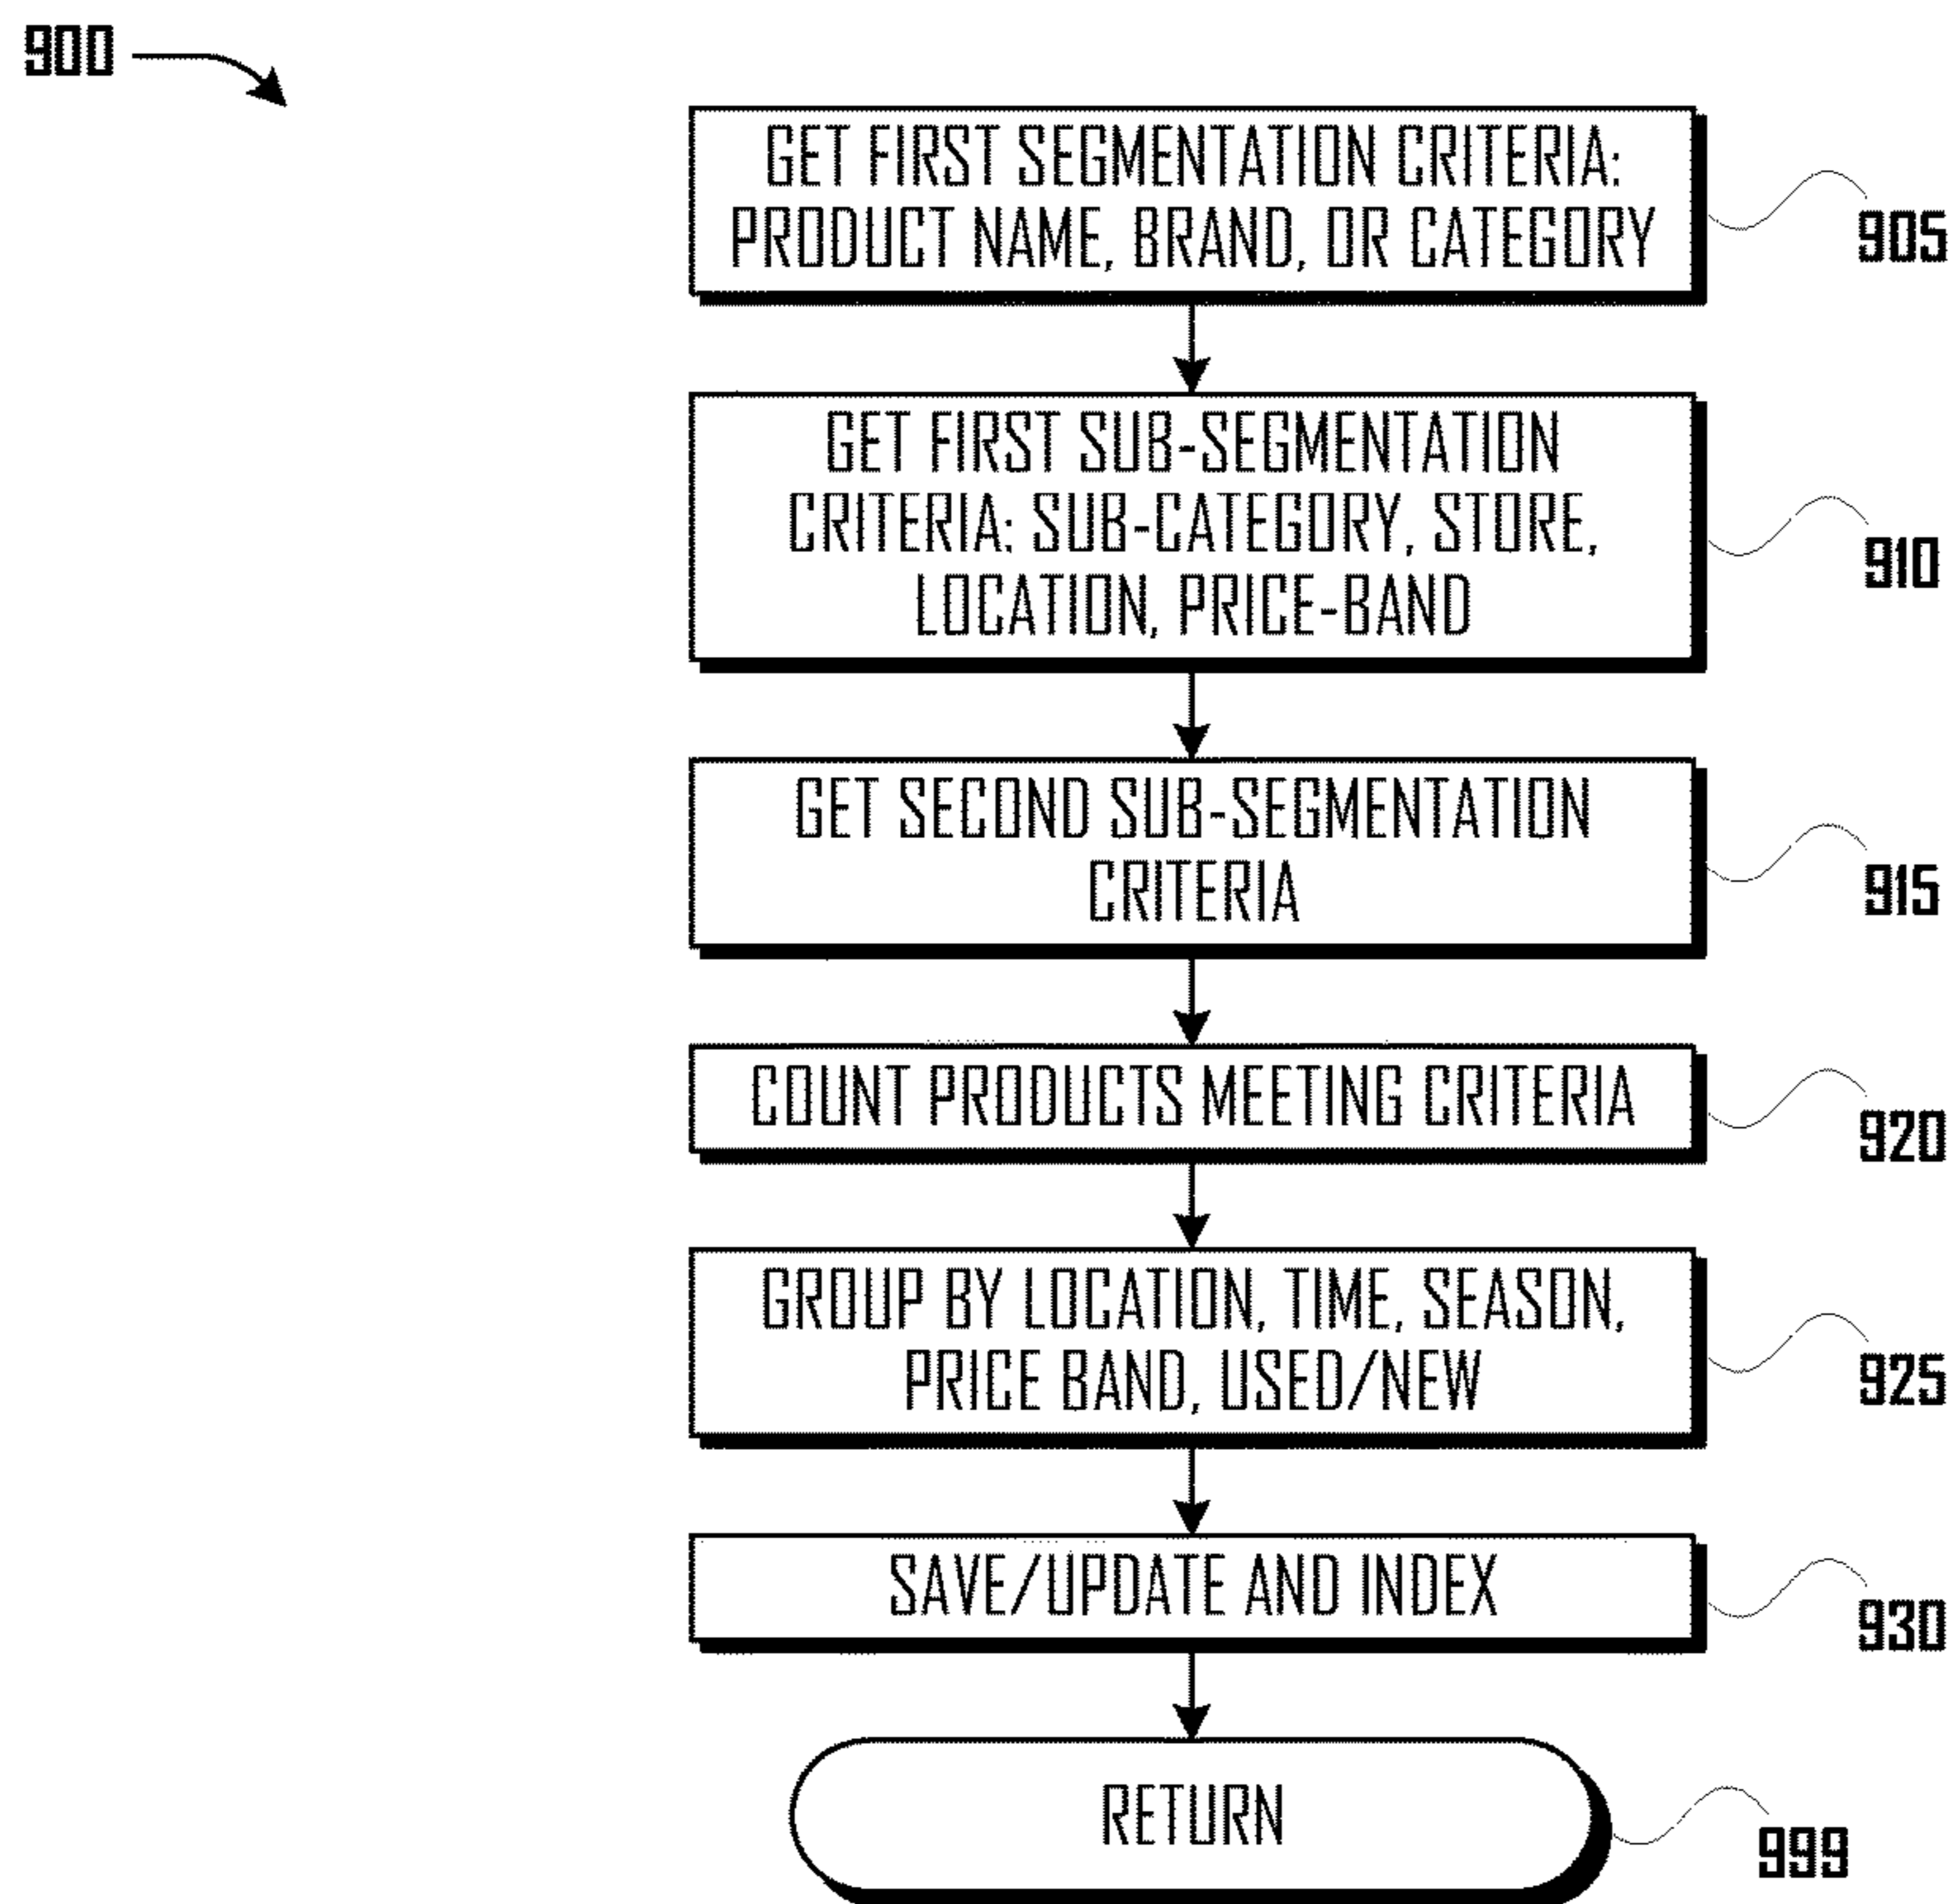 900
GET FIRST SEGMENTATION CRITERIA:
PRODUCT NAME, BRAND, OR CATEGORY
905
GET FIRST SUB-SEGMENTATION
CRITERIA: SUB-CATEGORY, STORE,
LOCATION, PRICE-BAND
910
GET SECOND SUB-SEGMENTATION
CRITERIA
915
COUNT PRODUCTS MEETING CRITERIA
920
GROUP BY LOCATION, TIME, SEASON,
PRICE BAND, USED/NEW
925
SAVE/UPDATE AND INDEX
930
RETURN
999